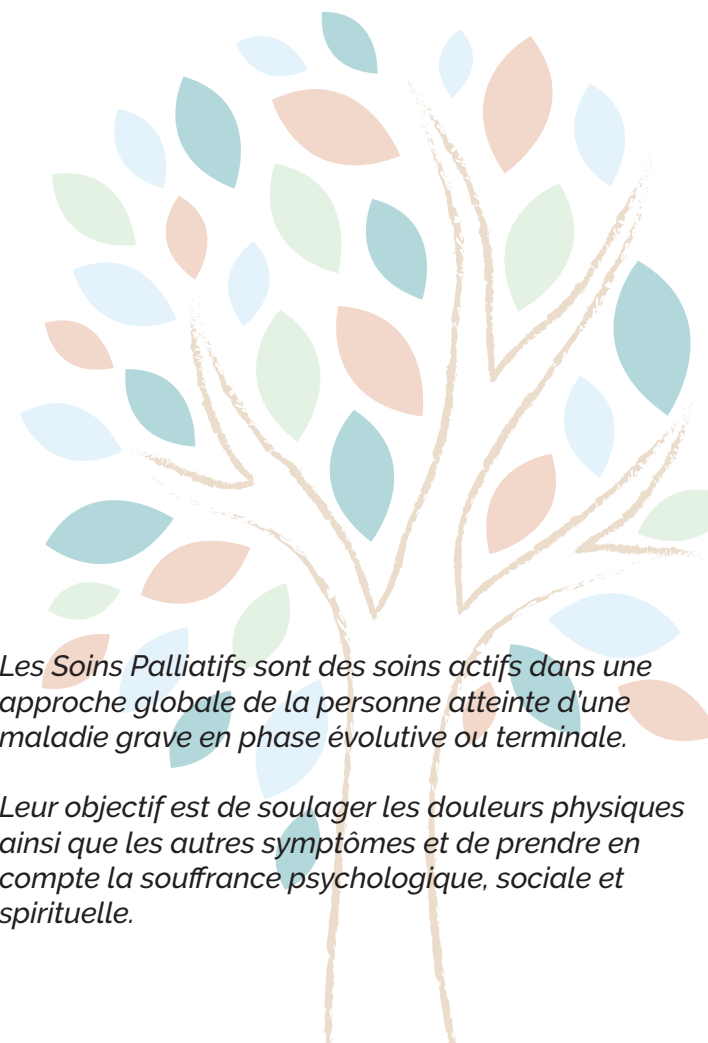 Les Soins Palliatifs sont des soins actifs dans une
approche globale de la personne atteinte d’une
maladie grave en phase évolutive ou terminale.
Leur objectif est de soulager les douleurs physiques
ainsi que les autres symptômes et de prendre en
compte la souffrance psychologique, sociale et
spirituelle.